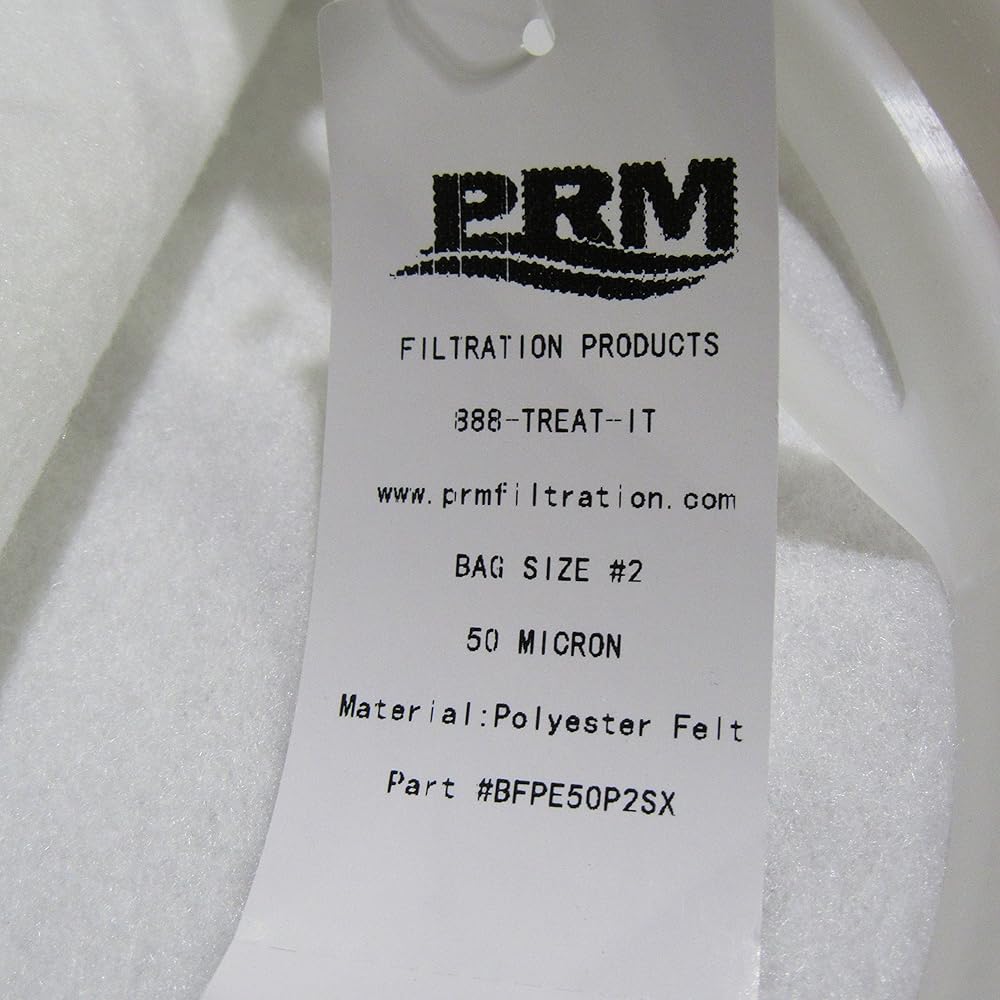 PRM
FILTRATION PRODUCTS
888-TREAT-IT
www.prmfiltration.com
BAG SIZE #2
50 MICRON
Material:Polyester Felt
Part #BFPE50P2SX